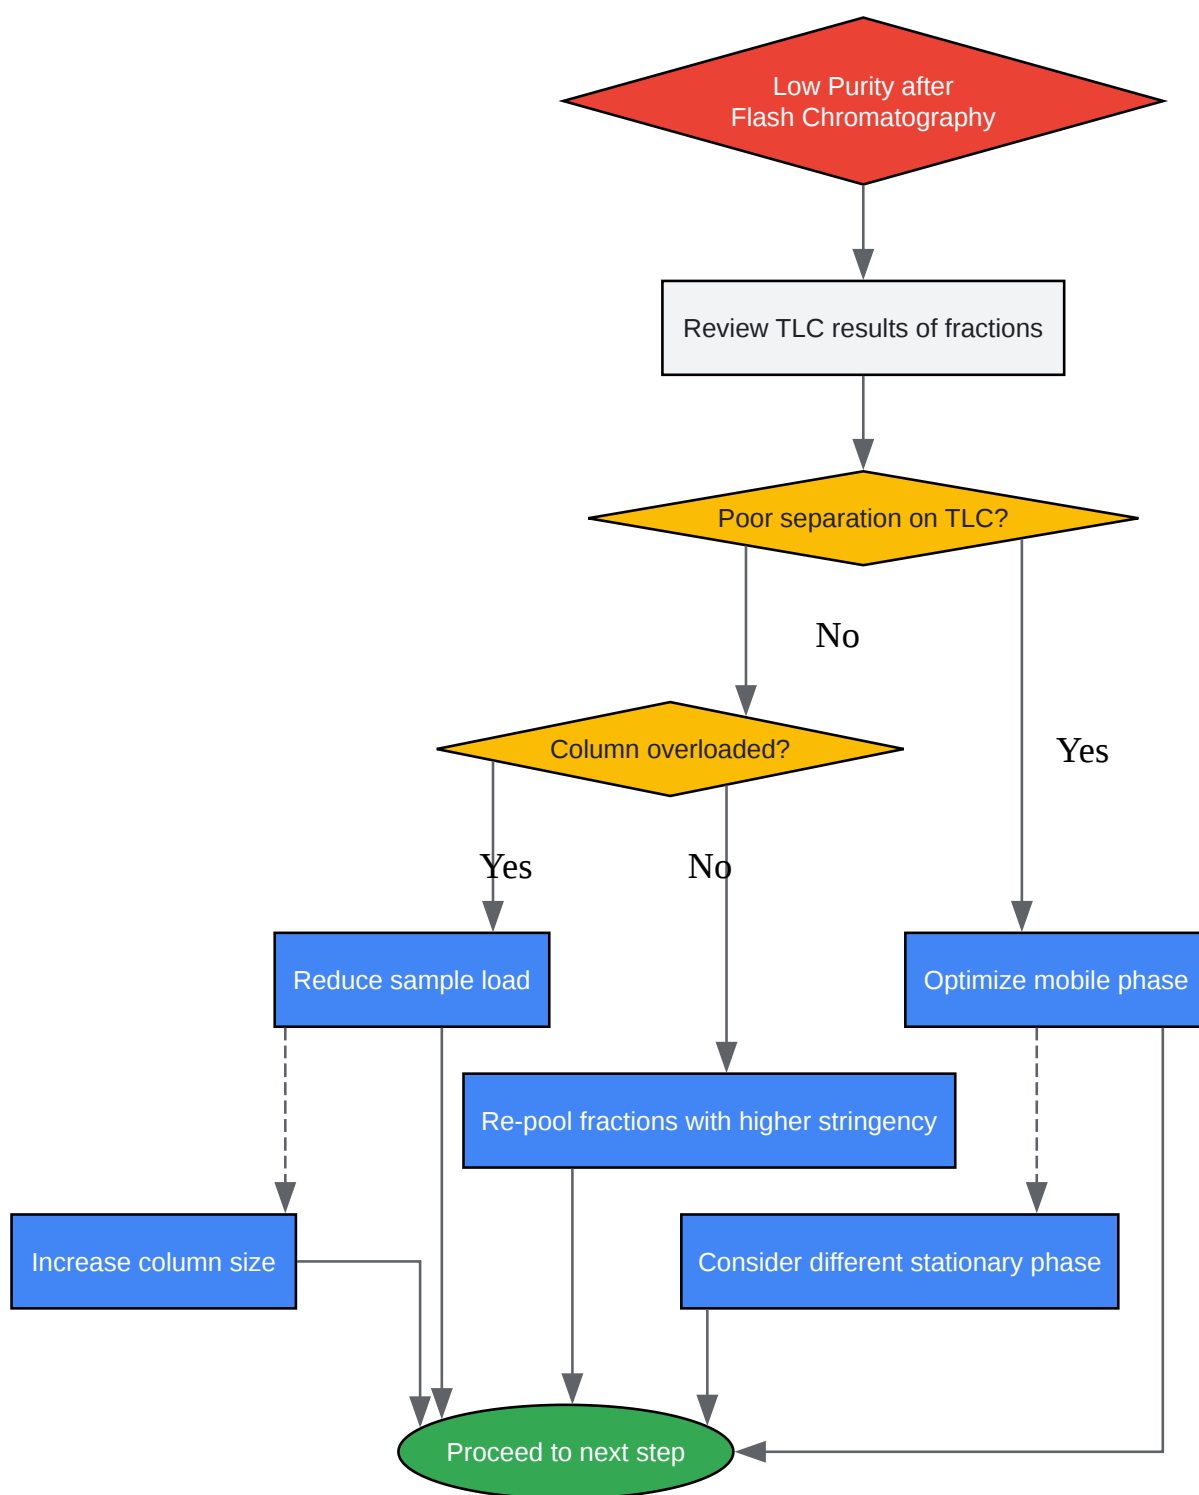 Low Purity after
Flash Chromatography
Review TLC results of fractions
Poor separation on TLC?
No
Column overloaded?
Yes
Yes
No
Reduce sample load
Optimize mobile phase
Re-pool fractions with higher stringency
Increase column size
Consider different stationary phase
Proceed to next step